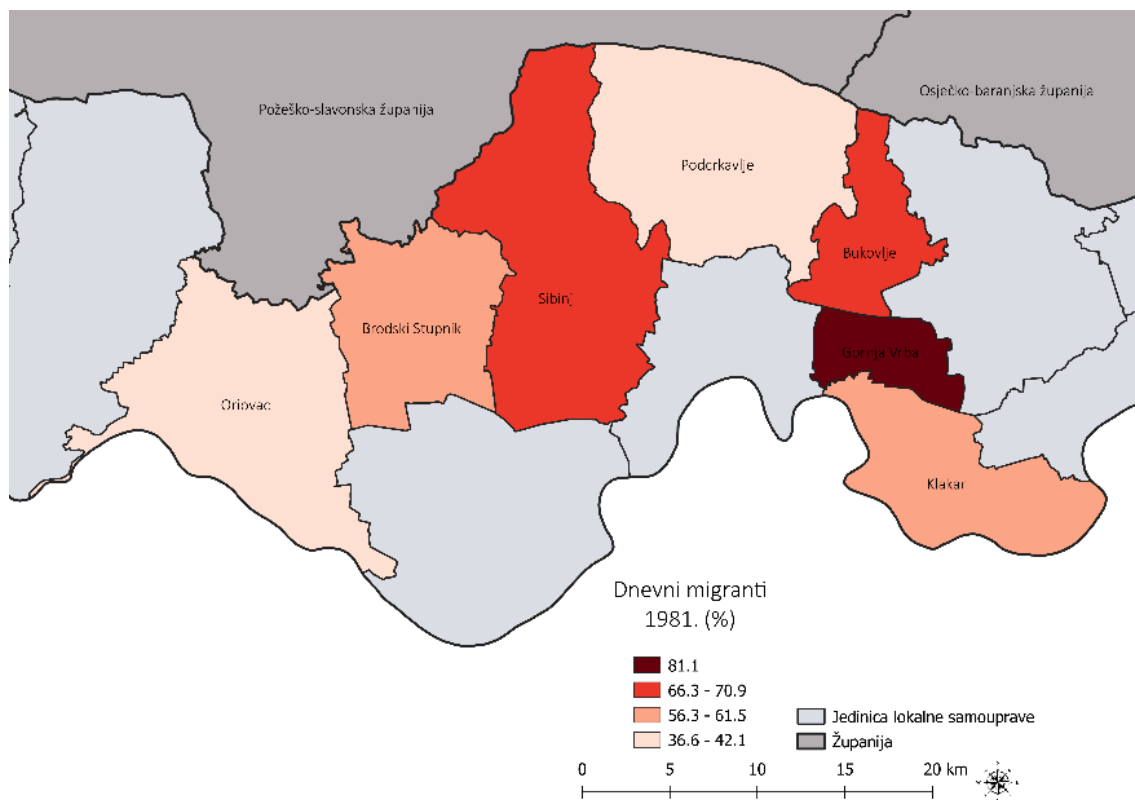 Osječko-baranjska županija
Požeško-slavonska županija
Podcrkavlje
Bukovlje
Sibinj
Brodski Stupnik
Gornja Vrba
Oriovac
Klakar
Dnevni migranti
1981. (%)
81.1
66.3 - 70.9
56.3 - 61.5
36.6 - 42.1
Jedinica lokalne samouprave
Županija
0 5 10 15 20 km